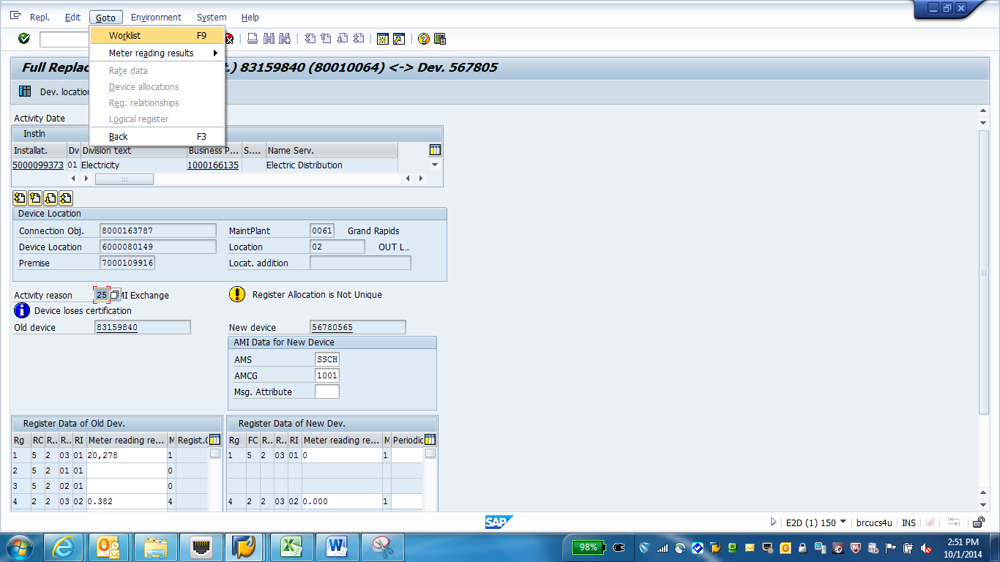 Repl. Edit Goto Environment System Help
Worklist F9
Meter reading results
Rate data
Device allocations
Reg. relationships
Logical register
Back F3
Full Replac t.) 83159840 (80010064) <-> Dev. 567805
Dev. location
Activity Date
Instln
Installat. Dv Division text Business P... S.... Name Serv.
5000099373 01 Electricity 1000166135 Electric Distribution
Device Location
Connection Obj. 8000163787 MaintPlant 0061 Grand Rapids
Device Location 6000080149 Location 02 OUT L...
Premise 7000109916 Locat. addition
Activity reason 25 MI Exchange Register Allocation is Not Unique
Device loses certification
Old device 83159840 New device 56780565
AMI Data for New Device
AMS SSCH
AMCG 1001
Msg. Attribute
Register Data of Old Dev. Register Data of New Dev.
Rg RC R.. R.. RI Meter reading re... M Regist.C Rg FC R.. R.. RI Meter reading re... M Periodic
1 5 2 03 01 20,278 1 1 5 2 03 01 0 1
2 5 2 01 01 0
3 5 2 02 01 0
4 2 2 03 02 0.382 4 4 2 2 03 02 0.000 1
SAP E2D (1) 150 brcucs4u INS
98% 2:51 PM
10/1/2014